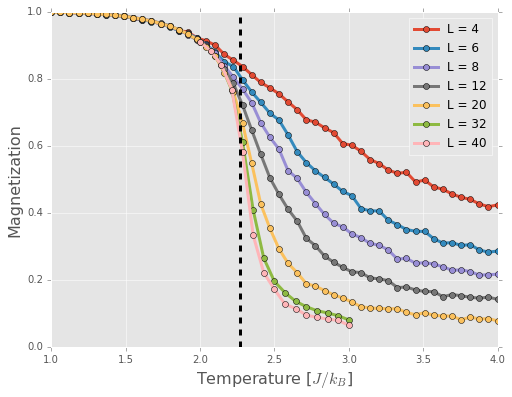 1.0
0.8
0.6
0.4
0.2
0.0
Magnetization
L = 4
L = 6
L = 8
L = 12
L = 20
L = 32
L = 40
1.0 1.5 2.0 2.5 3.0 3.5 4.0
Temperature [J/k_B]